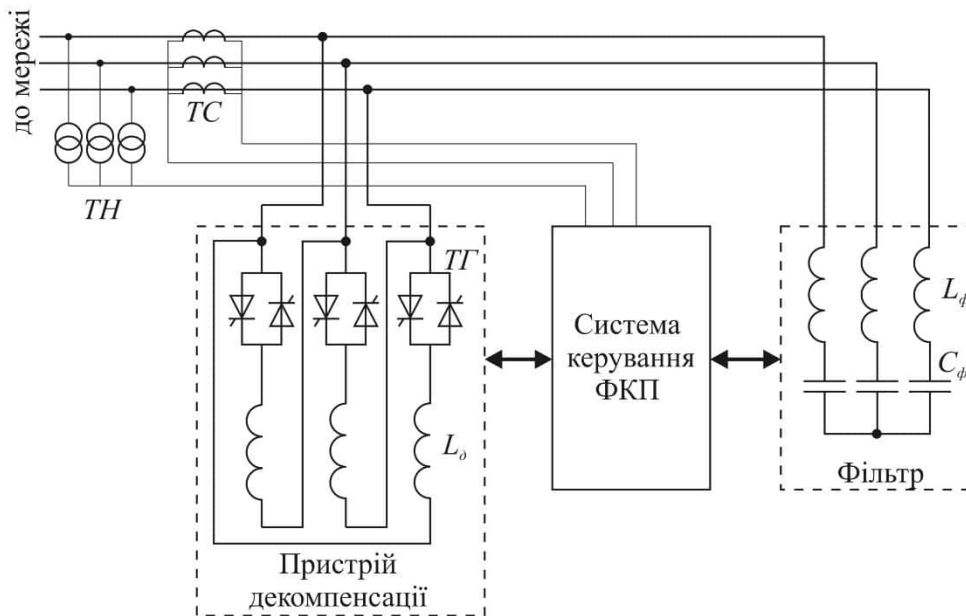 до мережі
ТС
ТН
ТГ
Lд
Система
керування
ФКП
Lф
Cф
Фільтр
Пристрій
декомпенсації